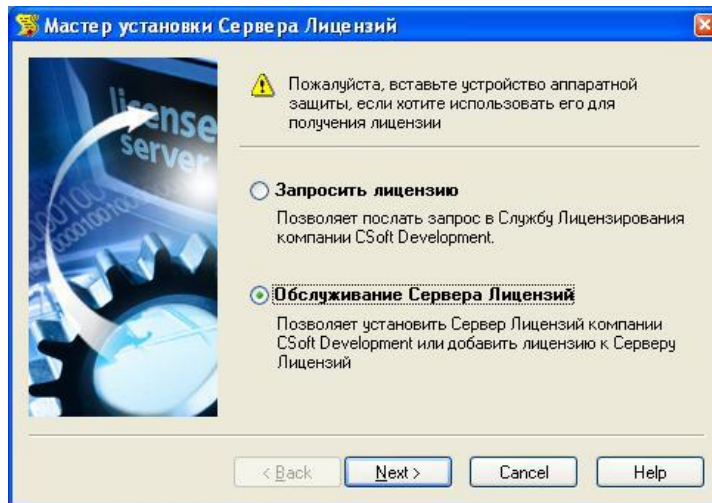 Мастер установки Сервера Лицензий
license
server
Пожалуйста, вставьте устройство аппаратной
защиты, если хотите использовать его для
получения лицензии
Запросить лицензию
Позволяет послать запрос в Службу Лицензирования
компании CSoft Development.
Обслуживание Сервера Лицензий
Позволяет установить Сервер Лицензий компании
CSoft Development или добавить лицензию к Серверу
Лицензий
< Back
Next >
Cancel
Help